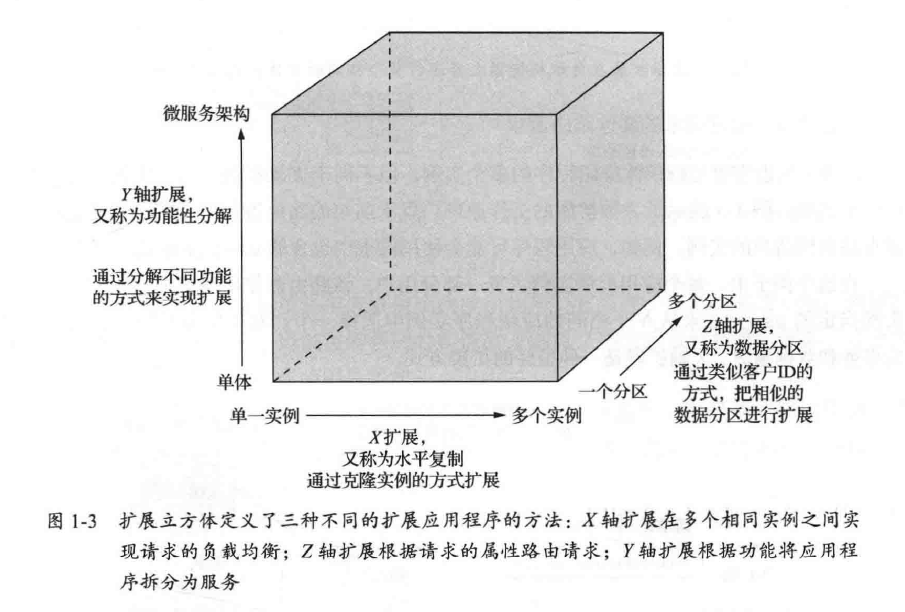 微服务架构
Y轴扩展，
又称为功能性分解
通过分解不同功能
的方式来实现扩展
单体
单一实例
多个实例
X扩展，
又称为水平复制
通过克隆实例的方式扩展
一个分区
多个分区
Z轴扩展，
又称为数据分区
通过类似客户ID的
方式，把相似的
数据分区进行扩展
图 1-3 扩展立方体定义了三种不同的扩展应用程序的方法：X轴扩展在多个相同实例之间实
现请求的负载均衡；Z轴扩展根据请求的属性路由请求；Y轴扩展根据功能将应用程
序拆分为服务